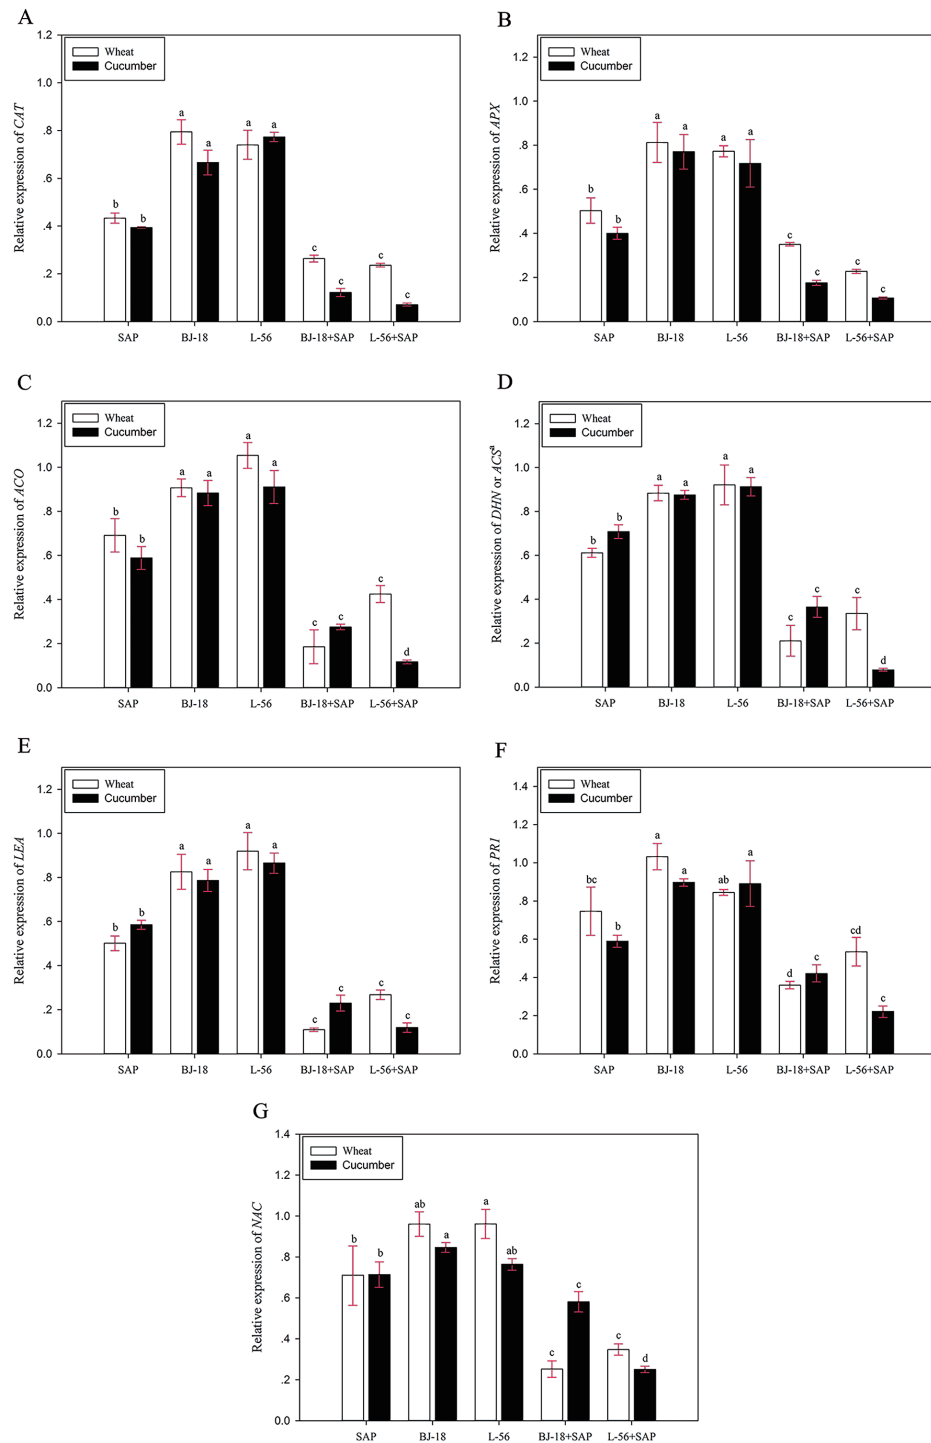 A
Relative expression of CAT
1.2
1.0
.8
.6
.4
.2
0.0
Wheat
Cucumber
b b a a a a c c c c
SAP BJ-18 L-56 BJ-18+SAP L-56+SAP
B
Relative expression of APX
1.2
1.0
.8
.6
.4
.2
0.0
Wheat
Cucumber
b b a a a a c c c c
SAP BJ-18 L-56 BJ-18+SAP L-56+SAP
C
Relative expression of ACO
1.2
1.0
.8
.6
.4
.2
0.0
Wheat
Cucumber
b b a a a a c c c d
SAP BJ-18 L-56 BJ-18+SAP L-56+SAP
D
Relative expression of DHN or ACSª
1.2
1.0
.8
.6
.4
.2
0.0
Wheat
Cucumber
b b a a a a c c c d
SAP BJ-18 L-56 BJ-18+SAP L-56+SAP
E
Relative expression of LEA
1.2
1.0
.8
.6
.4
.2
0.0
Wheat
Cucumber
b b a a a a c c c c
SAP BJ-18 L-56 BJ-18+SAP L-56+SAP
F
Relative expression of PR1
1.4
1.2
1.0
.8
.6
.4
.2
0.0
Wheat
Cucumber
bc b a a ab a d c cd c
SAP BJ-18 L-56 BJ-18+SAP L-56+SAP
G
Relative expression of NAC
1.4
1.2
1.0
.8
.6
.4
.2
0.0
Wheat
Cucumber
b b ab a a ab c c c d
SAP BJ-18 L-56 BJ-18+SAP L-56+SAP